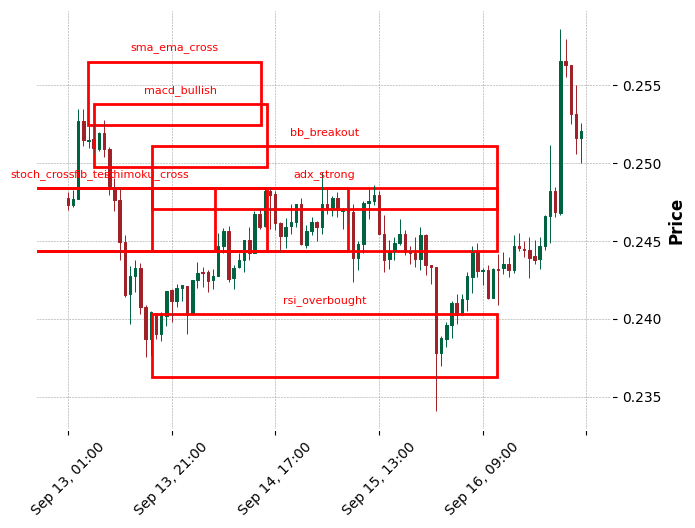 sma_ema_cross
macd_bullish
bb_breakout
adx_strong
rsi_overbought
0.255
0.250
0.245
0.240
0.235
Price
Sep 13, 01:00
Sep 13, 21:00
Sep 14, 17:00
Sep 15, 13:00
Sep 16, 09:00